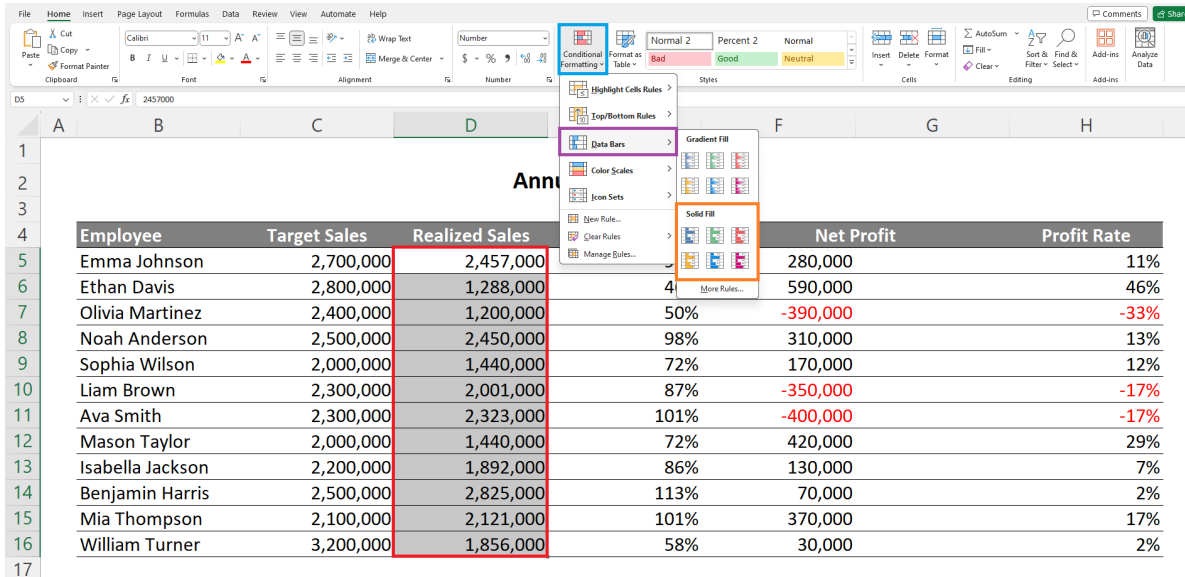 File Home Insert Page Layout Formulas Data Review View Automate Help Comments Shar
Paste Cut Calibri 11 A^ Aˇ Wrap Text Number Conditional Formatting Format as Table Normal 2 Percent 2 Normal Insert Delete Format AutoSum Sort & Filter Find & Select Add-ins Analyze Data
Copy Fill
Format Painter B I U A Merge & Center $ % 9 Bad Good Neutral Clear
Clipboard Font Alignment Number Styles Cells Editing Add-ins
D5 fx 2457000
Highlight Cells Rules
Top/Bottom Rules
Data Bars
Color Scales
Icon Sets
New Rule...
Clear Rules
Manage Rules...
Gradient Fill
Solid Fill
More Rules...
A B C D F G H
1
2 Annu
3
4 Employee Target Sales Realized Sales Net Profit Profit Rate
5 Emma Johnson 2,700,000 2,457,000 280,000 11%
6 Ethan Davis 2,800,000 1,288,000 4 590,000 46%
7 Olivia Martinez 2,400,000 1,200,000 50% -390,000 -33%
8 Noah Anderson 2,500,000 2,450,000 98% 310,000 13%
9 Sophia Wilson 2,000,000 1,440,000 72% 170,000 12%
10 Liam Brown 2,300,000 2,001,000 87% -350,000 -17%
11 Ava Smith 2,300,000 2,323,000 101% -400,000 -17%
12 Mason Taylor 2,000,000 1,440,000 72% 420,000 29%
13 Isabella Jackson 2,200,000 1,892,000 86% 130,000 7%
14 Benjamin Harris 2,500,000 2,825,000 113% 70,000 2%
15 Mia Thompson 2,100,000 2,121,000 101% 370,000 17%
16 William Turner 3,200,000 1,856,000 58% 30,000 2%
17